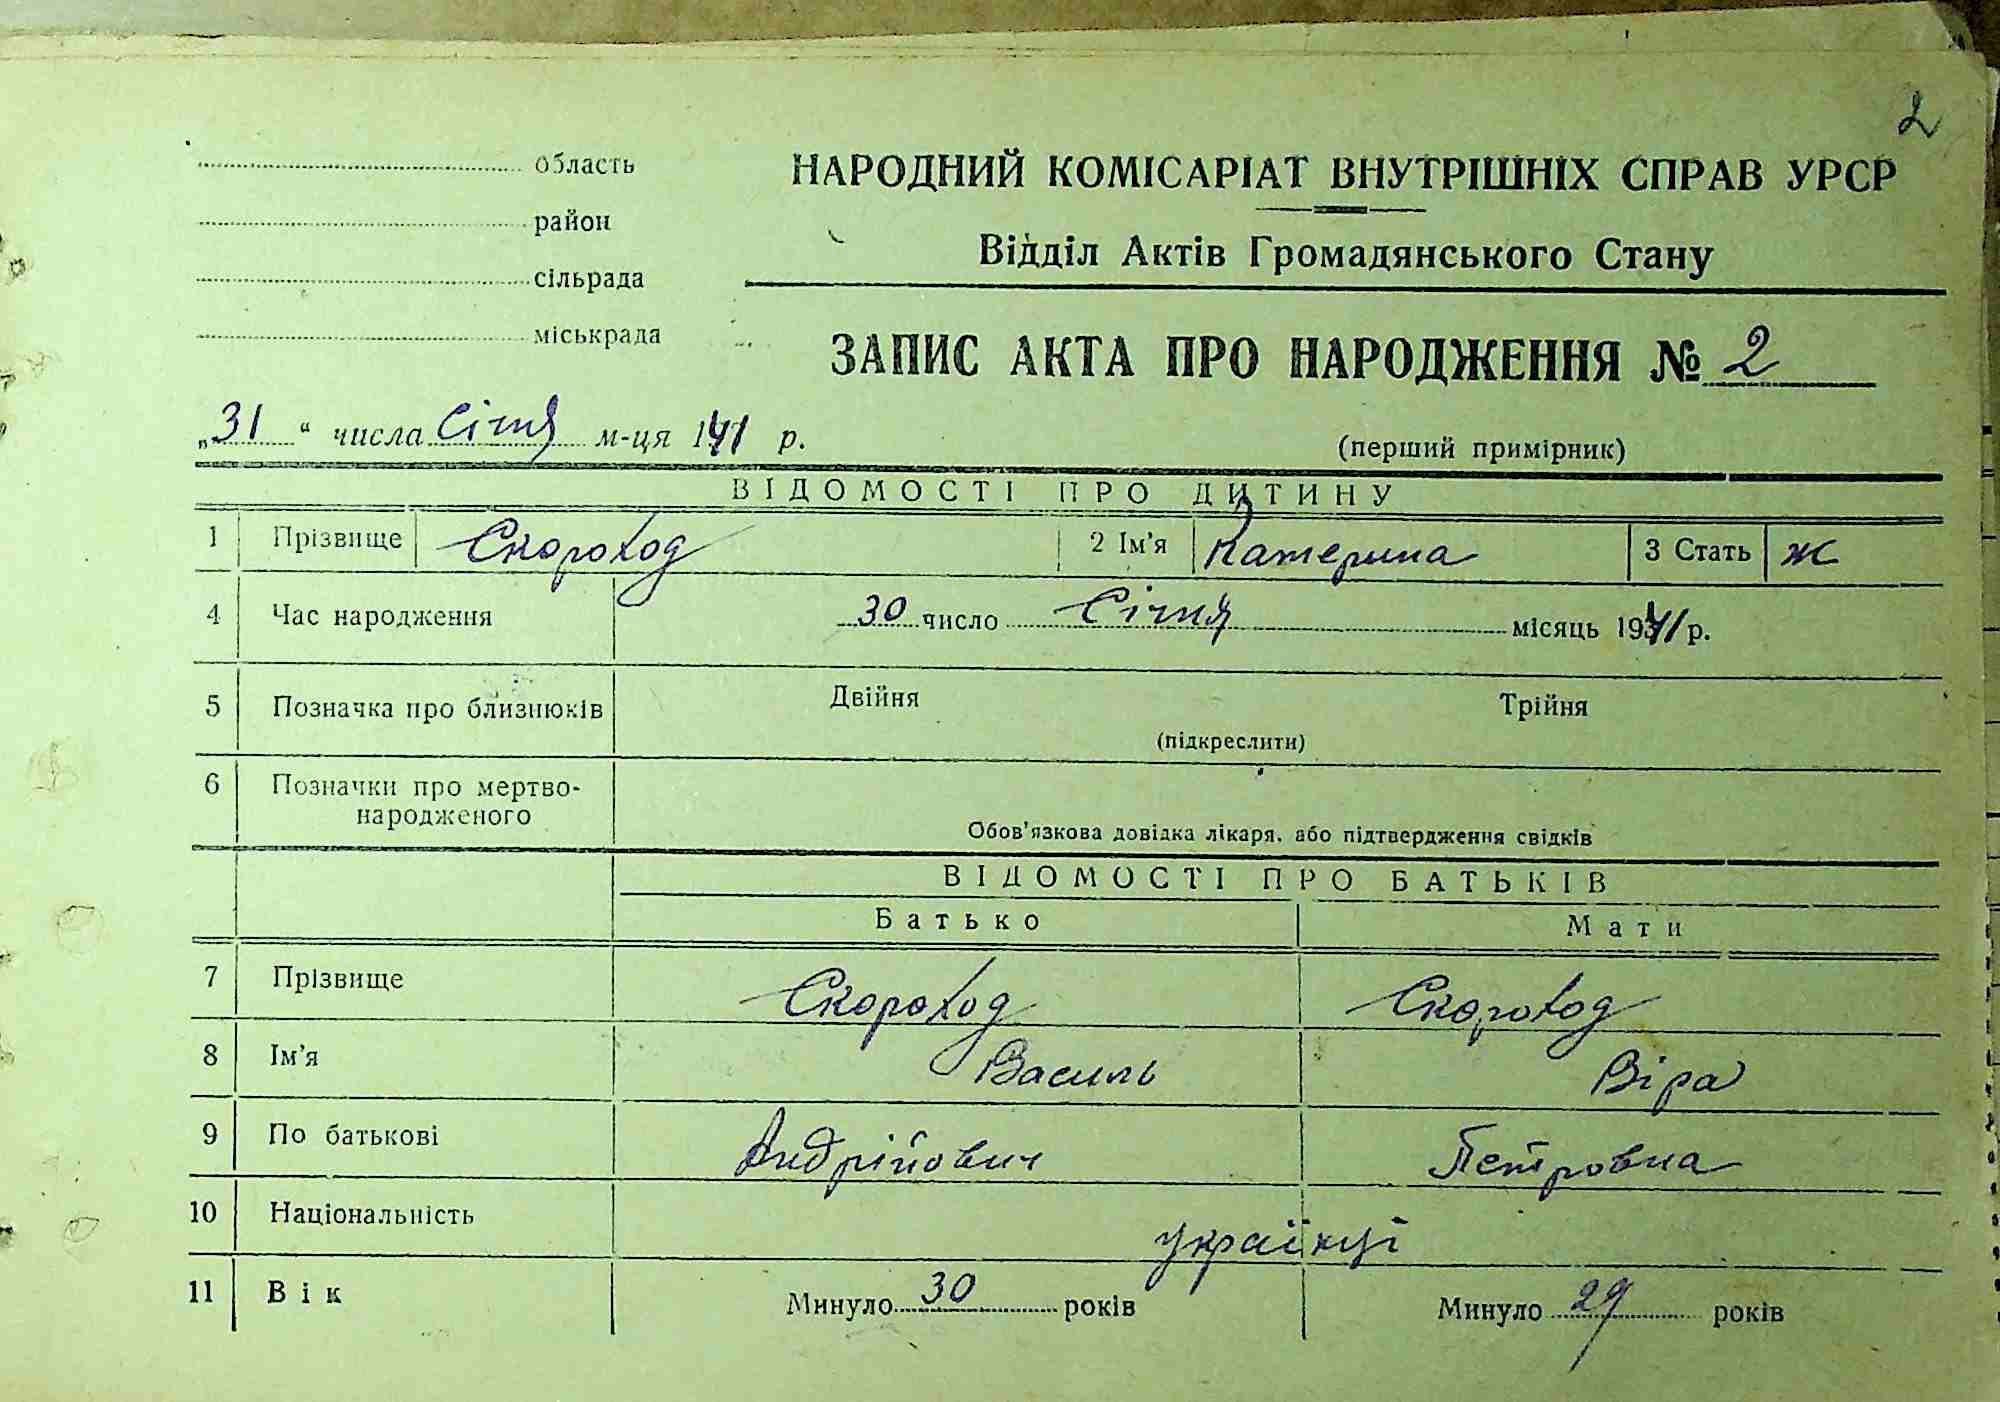 2
область
НАРОДНИЙ КОМІСАРІАТ ВНУТРІШНІХ СПРАВ УРСР
район
Відділ Актів Громадянського Стану
сільрада
міськрада
ЗАПИС АКТА ПРО НАРОДЖЕННЯ № 2
„31“ числа Січня м-ця 1941 р.
(перший примірник)
ВІДОМОСТІ ПРО ДИТИНУ
1 Прізвище Скороход 2 Ім'я Катерина 3 Стать ж
4 Час народження 30 число Січня місяць 1941 р.
5 Позначка про близнюків Двійня Трійня
(підкреслити)
6 Позначки про мертво-
народженого
Обов'язкова довідка лікаря, або підтвердження свідків
ВІДОМОСТІ ПРО БАТЬКІВ
Батько Мати
7 Прізвище Скороход Скороход
8 Ім'я Василь Віра
9 По батькові Андрійович Петровна
10 Національність українці
11 Вік Минуло 30 років Минуло 29 років